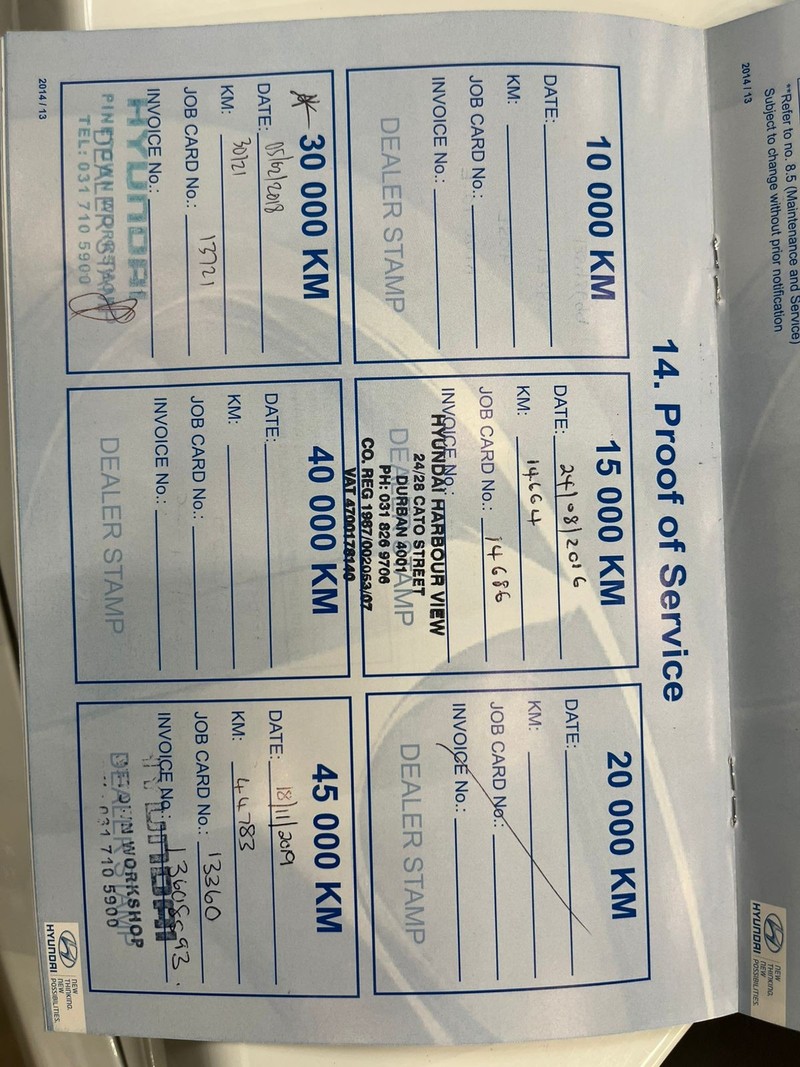 **Refer to no. 8.5 (Maintenance and Service)
Subject to change without prior notification
2014 / 13
HYUNDAI
NEW THINKING.
NEW POSSIBILITIES.
14. Proof of Service
10 000 KM
DATE:
KM:
JOB CARD No.:
INVOICE No.:
DEALER STAMP
15 000 KM
DATE: 24/08/2016
KM: 14664
JOB CARD No.: 14686
INVOICE No.:
DEALER STAMP
HYUNDAI HARBOUR VIEW
24/28 CATO STREET
DURBAN 4001
PH: 031 826 9706
CO. REG 1987/002053/07
VAT 4700178140
20 000 KM
DATE:
KM:
JOB CARD No.:
INVOICE No.:
DEALER STAMP
30 000 KM
DATE: 05/02/2018
KM: 30121
JOB CARD No.: 13721
INVOICE No.:
DEALER STAMP
HYUNDAI
TEL: 031 710 5900
40 000 KM
DATE:
KM:
JOB CARD No.:
INVOICE No.:
DEALER STAMP
45 000 KM
DATE: 18/11/2019
KM: 44783
JOB CARD No.: 13360
INVOICE No.:
DEALER STAMP
WORKSHOP
031 710 5900
2014 / 13
HYUNDAI
NEW THINKING.
NEW POSSIBILITIES.